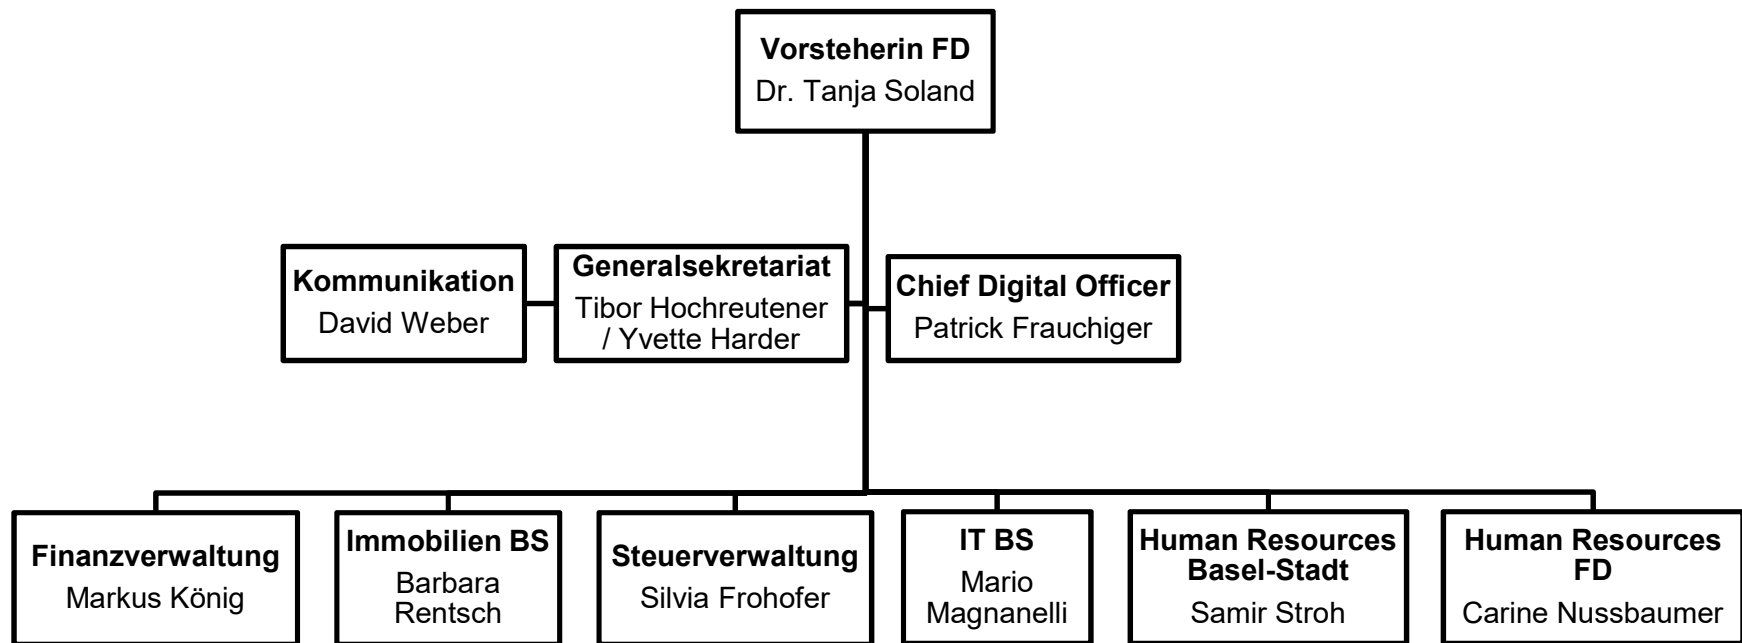 Vorsteherin FD
Dr. Tanja Soland
Kommunikation
David Weber
Generalsekretariat
Tibor Hochreutener
/ Yvette Harder
Chief Digital Officer
Patrick Frauchiger
Finanzverwaltung
Markus König
Immobilien BS
Barbara
Rentsch
Steuerverwaltung
Silvia Frohofer
IT BS
Mario
Magnanelli
Human Resources
Basel-Stadt
Samir Stroh
Human Resources
FD
Carine Nussbaumer